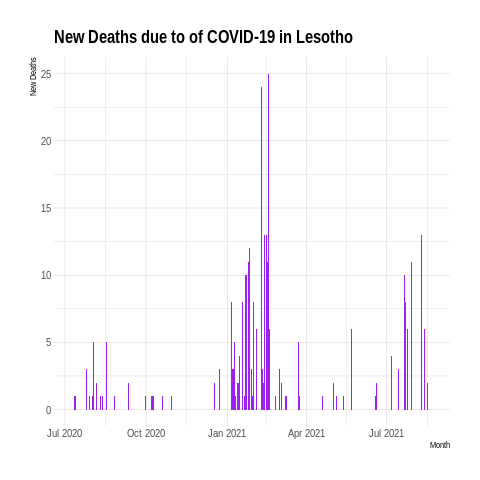 New Deaths due to of COVID-19 in Lesotho
New Deaths
25
20
15
10
5
0
Jul 2020 Oct 2020 Jan 2021 Apr 2021 Jul 2021
Month